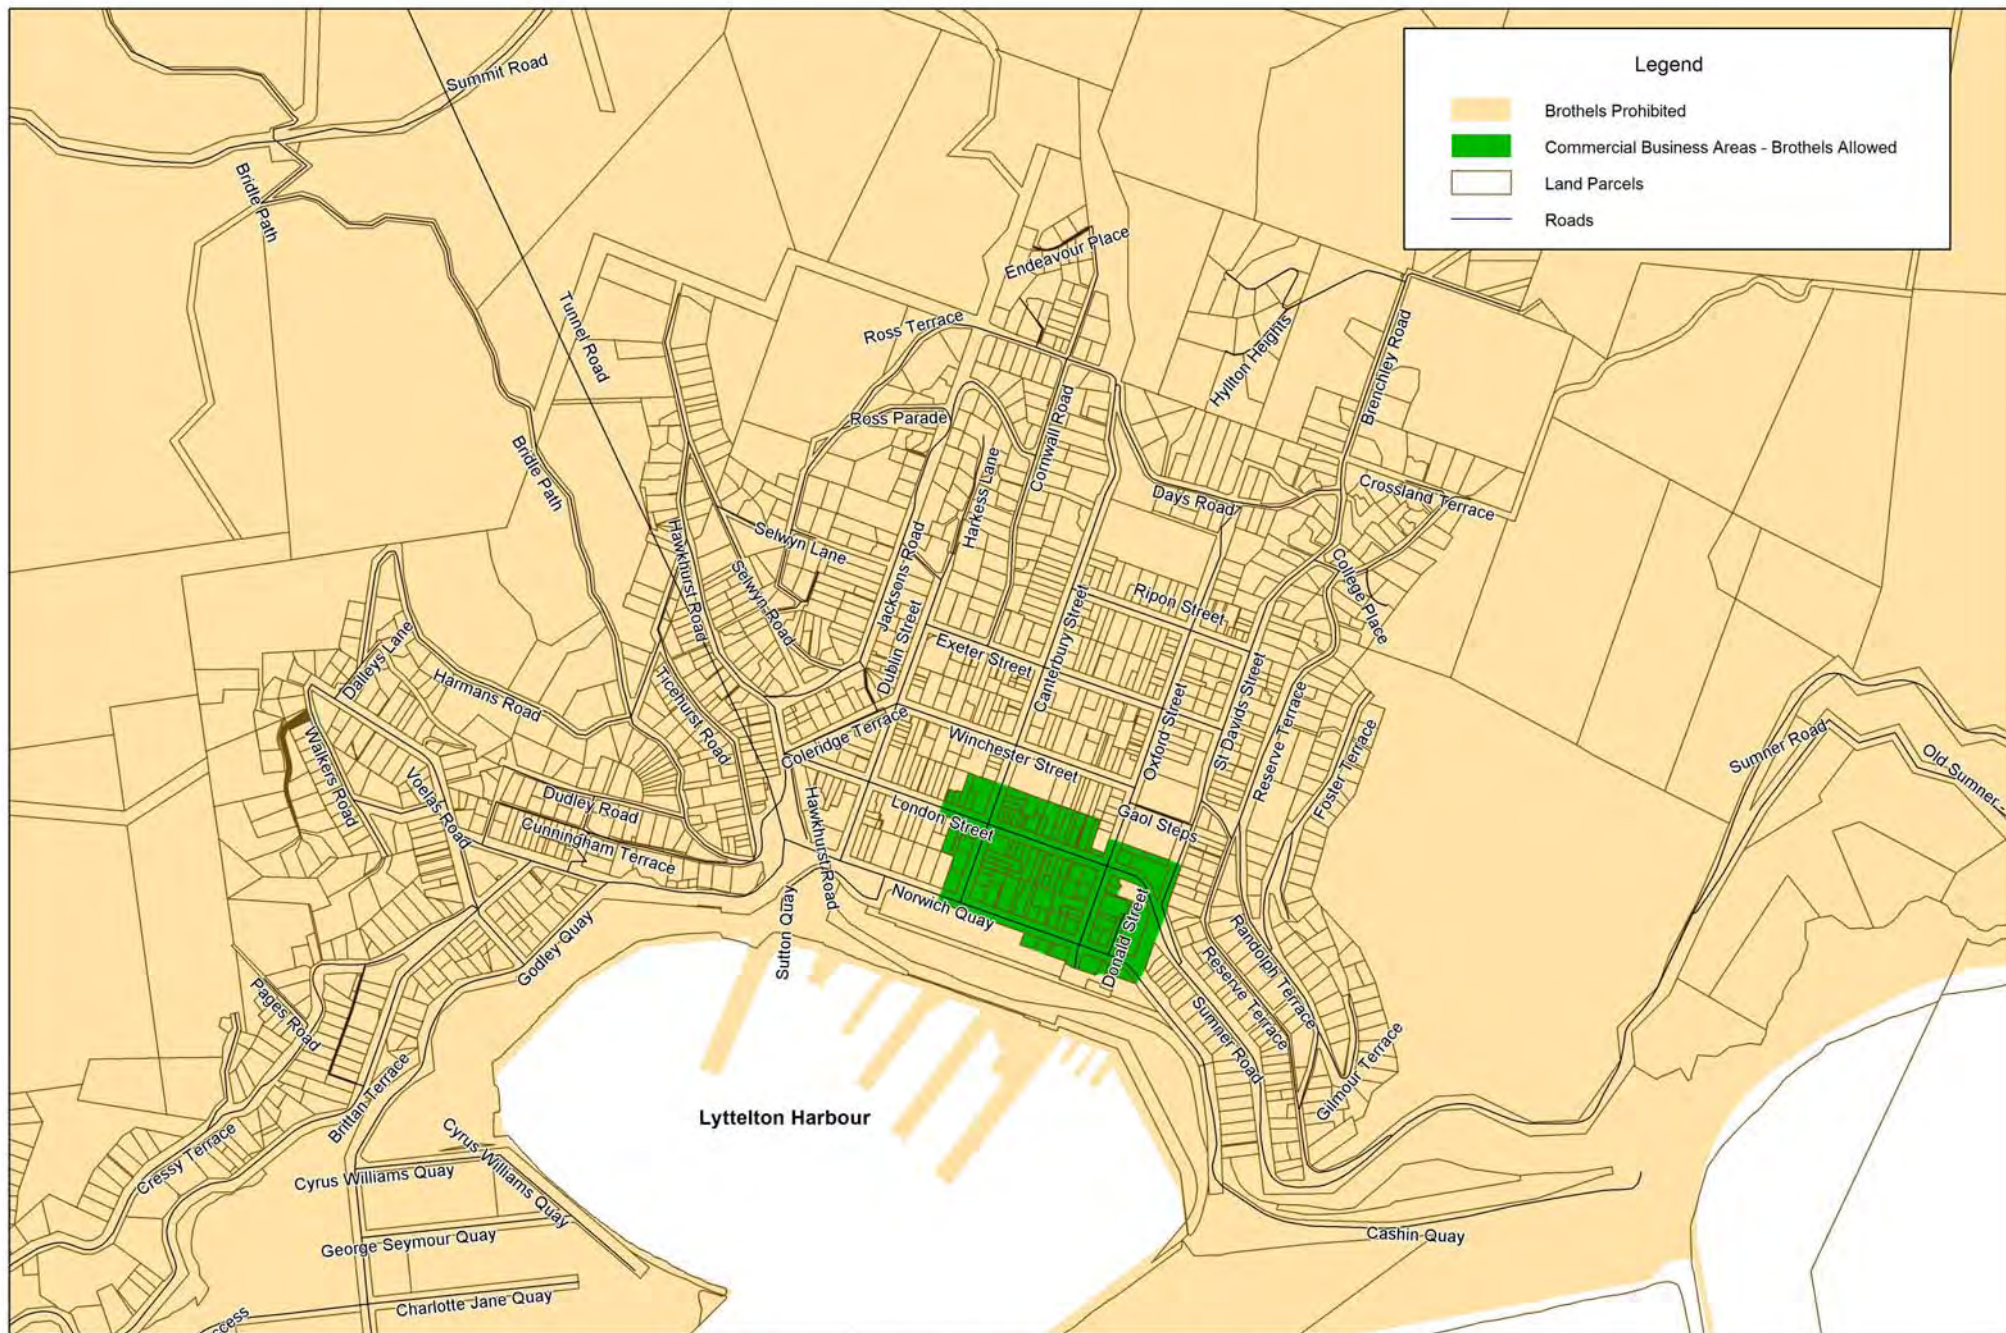 Legend
Brothels Prohibited
Commercial Business Areas - Brothels Allowed
Land Parcels
Roads
Summit Road
Bridle Path
Endeavour Place
Tunnel Road
Ross Terrace
Hyllton Heights
Brenchley Road
Ross Parade
Cornwall Road
Bridle Path
Harkess Lane
Days Road
Crossland Terrace
Selwyn Lane
Hawkhurst Road
Jacksons Road
Selwyn Road
College Place
Ripon Street
Dublin Street
Canterbury Street
Exeter Street
Dalleys Lane
Harmans Road
Ticehurst Road
St Davids Street
Oxford Street
Reserve Terrace
Coleridge Terrace
Winchester Street
Foster Terrace
Sumner Road
Old Sumner
Walkers Road
Voelas Road
Dudley Road
Cunningham Terrace
Hawkhurst Road
London Street
Gaol Steps
Norwich Quay
Donald Street
Sutton Quay
Godley Quay
Randolph Terrace
Reserve Terrace
Sumner Road
Pages Road
Gilmour Terrace
Brittan Terrace
Lyttelton Harbour
Cressy Terrace
Cyrus Williams Quay
Cyrus Williams Quay
George Seymour Quay
Cashin Quay
Charlotte Jane Quay